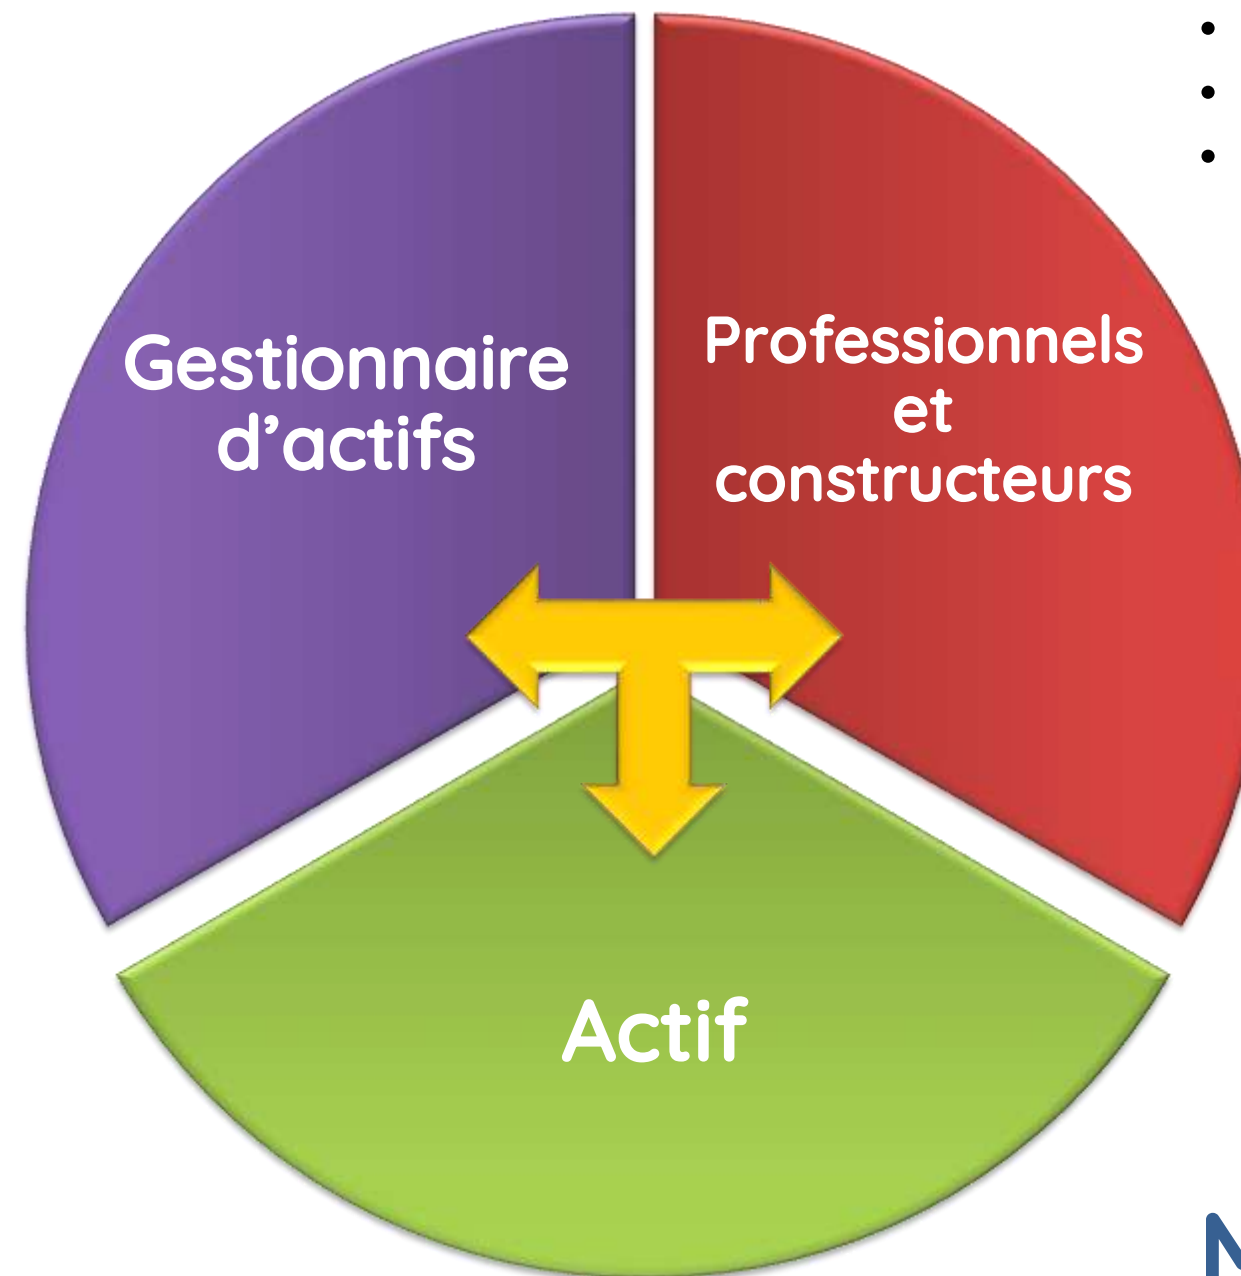 Gestionnaire
d’actifs
Professionnels
et
constructeurs
Actif